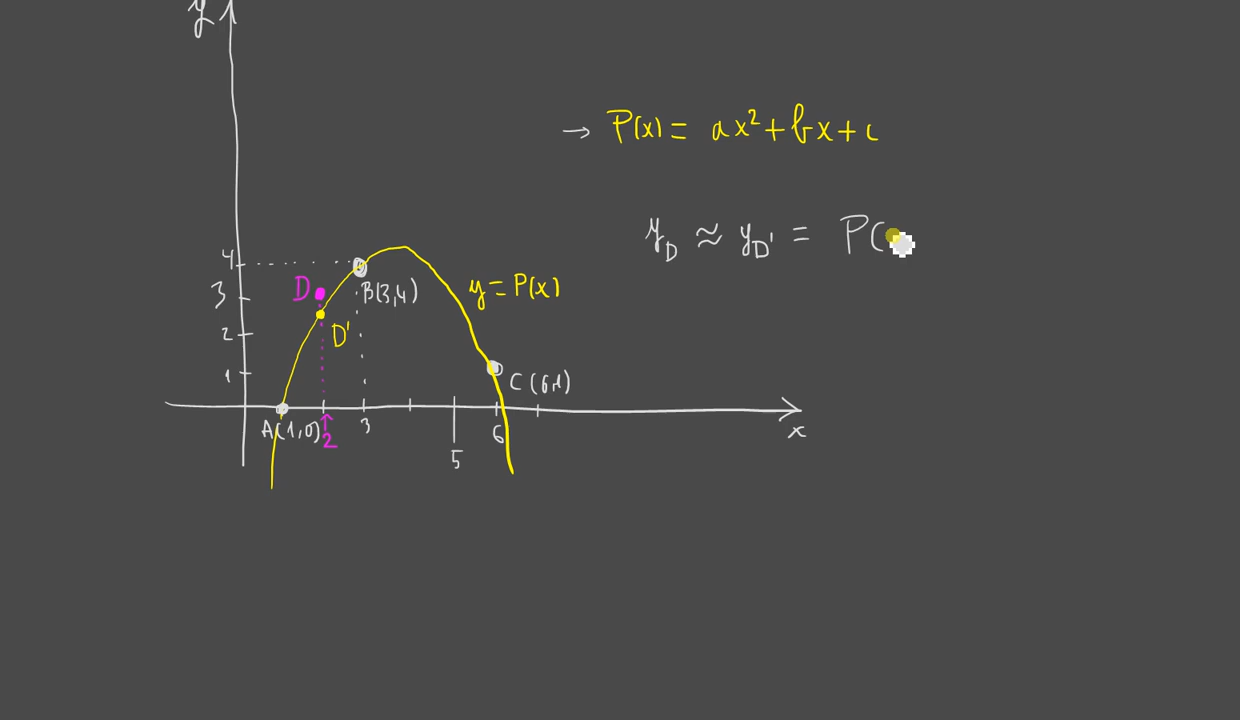 y
→ P(x) = ax²+bx+c
y_D ≈ y_D' = P(
4
3
2
1
D
D'
B(3,4)
y = P(x)
C (6,1)
A(1,0)
2
3
5
6
x